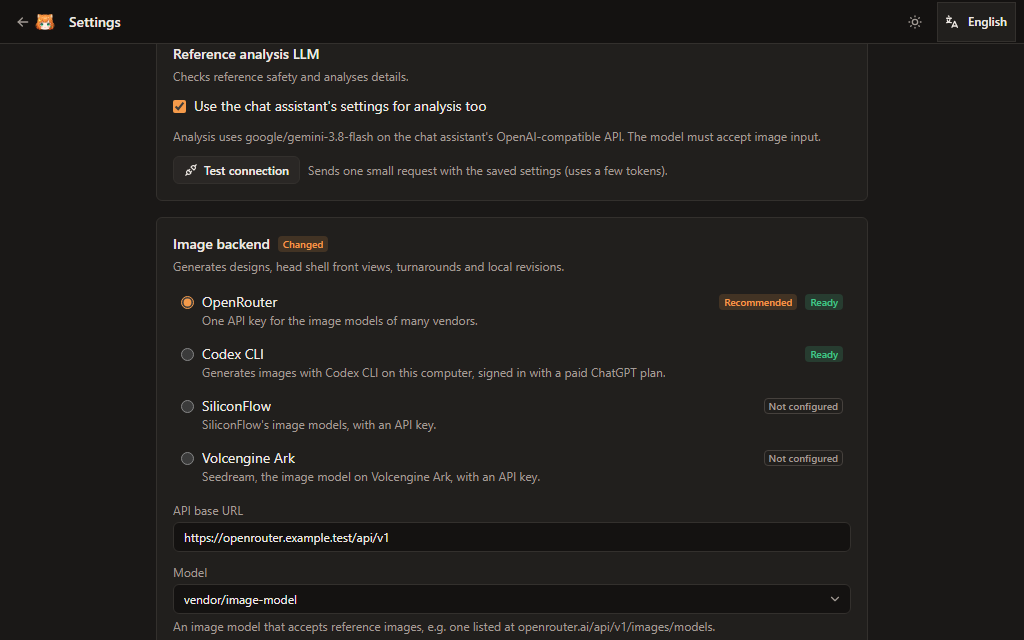 Settings
English
Reference analysis LLM
Checks reference safety and analyses details.
Use the chat assistant's settings for analysis too
Analysis uses google/gemini-3.8-flash on the chat assistant's OpenAI-compatible API. The model must accept image input.
Test connection
Sends one small request with the saved settings (uses a few tokens).
Image backend Changed
Generates designs, head shell front views, turnarounds and local revisions.
OpenRouter Recommended Ready
One API key for the image models of many vendors.
Codex CLI Ready
Generates images with Codex CLI on this computer, signed in with a paid ChatGPT plan.
SiliconFlow Not configured
SiliconFlow's image models, with an API key.
Volcengine Ark Not configured
Seedream, the image model on Volcengine Ark, with an API key.
API base URL
https://openrouter.example.test/api/v1
Model
vendor/image-model
An image model that accepts reference images, e.g. one listed at openrouter.ai/api/v1/images/models.